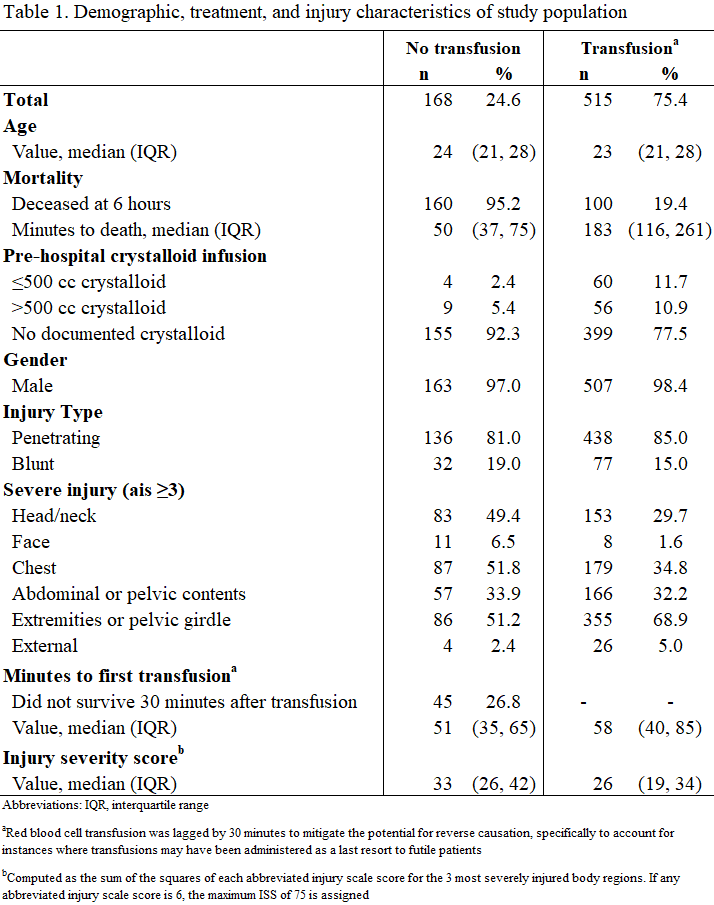 Table 1. Demographic, treatment, and injury characteristics of study population
No transfusion Transfusionᵃ
n % n %
Total 168 24.6 515 75.4
Age
Value, median (IQR) 24 (21, 28) 23 (21, 28)
Mortality
Deceased at 6 hours 160 95.2 100 19.4
Minutes to death, median (IQR) 50 (37, 75) 183 (116, 261)
Pre-hospital crystalloid infusion
≤500 cc crystalloid 4 2.4 60 11.7
>500 cc crystalloid 9 5.4 56 10.9
No documented crystalloid 155 92.3 399 77.5
Gender
Male 163 97.0 507 98.4
Injury Type
Penetrating 136 81.0 438 85.0
Blunt 32 19.0 77 15.0
Severe injury (ais ≥3)
Head/neck 83 49.4 153 29.7
Face 11 6.5 8 1.6
Chest 87 51.8 179 34.8
Abdominal or pelvic contents 57 33.9 166 32.2
Extremities or pelvic girdle 86 51.2 355 68.9
External 4 2.4 26 5.0
Minutes to first transfusionᵃ
Did not survive 30 minutes after transfusion 45 26.8 - -
Value, median (IQR) 51 (35, 65) 58 (40, 85)
Injury severity scoreᵇ
Value, median (IQR) 33 (26, 42) 26 (19, 34)
Abbreviations: IQR, interquartile range
ᵃRed blood cell transfusion was lagged by 30 minutes to mitigate the potential for reverse causation, specifically to account for
instances where transfusions may have been administered as a last resort to futile patients
ᵇComputed as the sum of the squares of each abbreviated injury scale score for the 3 most severely injured body regions. If any
abbreviated injury scale score is 6, the maximum ISS of 75 is assigned